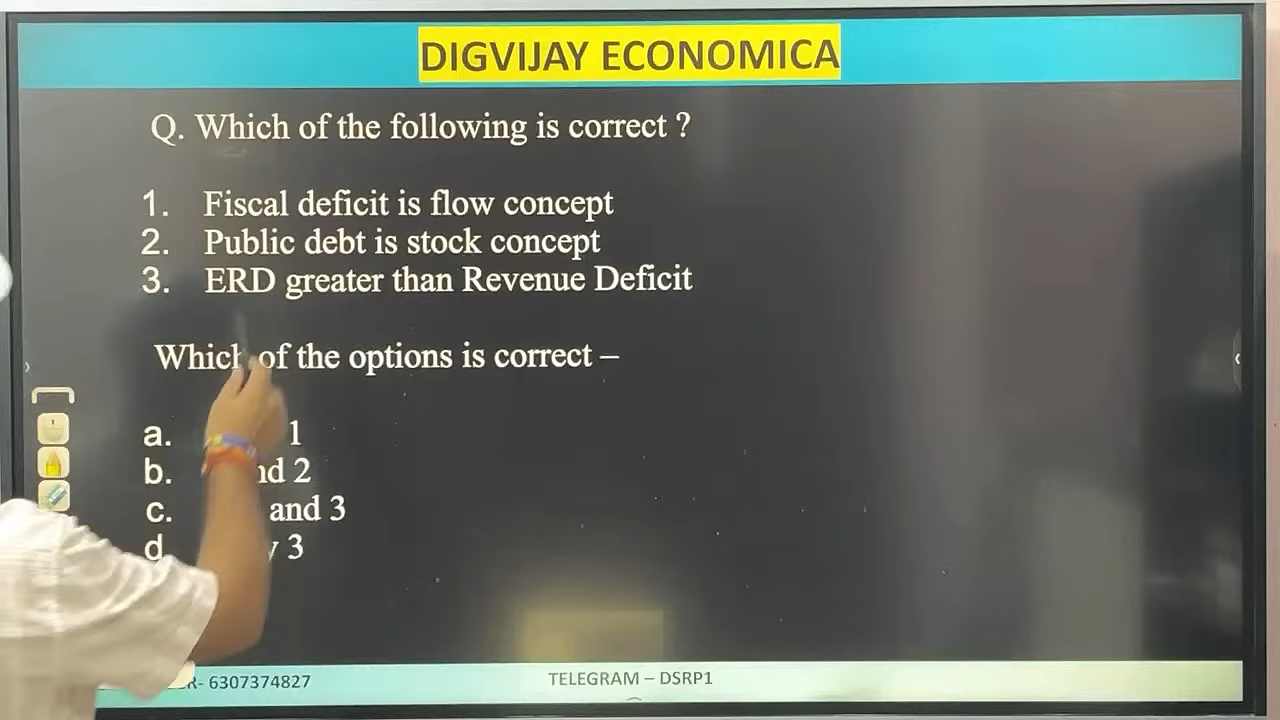 DIGVIJAY ECONOMICA
Q. Which of the following is correct ?
1. Fiscal deficit is flow concept
2. Public debt is stock concept
3. ERD greater than Revenue Deficit
Which of the options is correct –
a. 1
b. 2
c. and 3
d. 3
6307374827
TELEGRAM – DSRP1